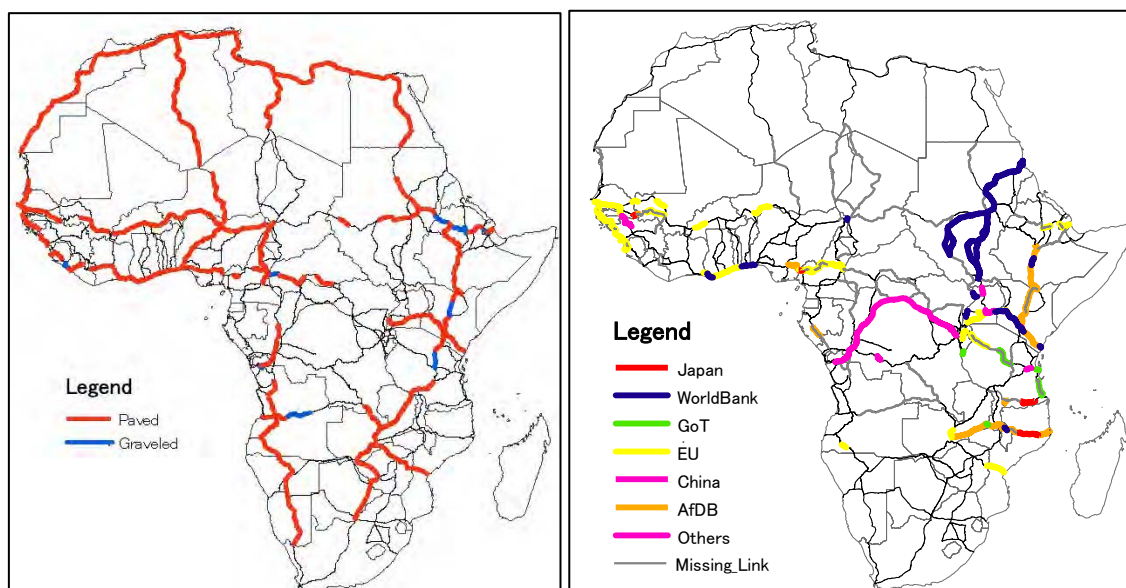 Legend
Paved
Graveled
Legend
Japan
WorldBank
GoT
EU
China
AfDB
Others
Missing_Link